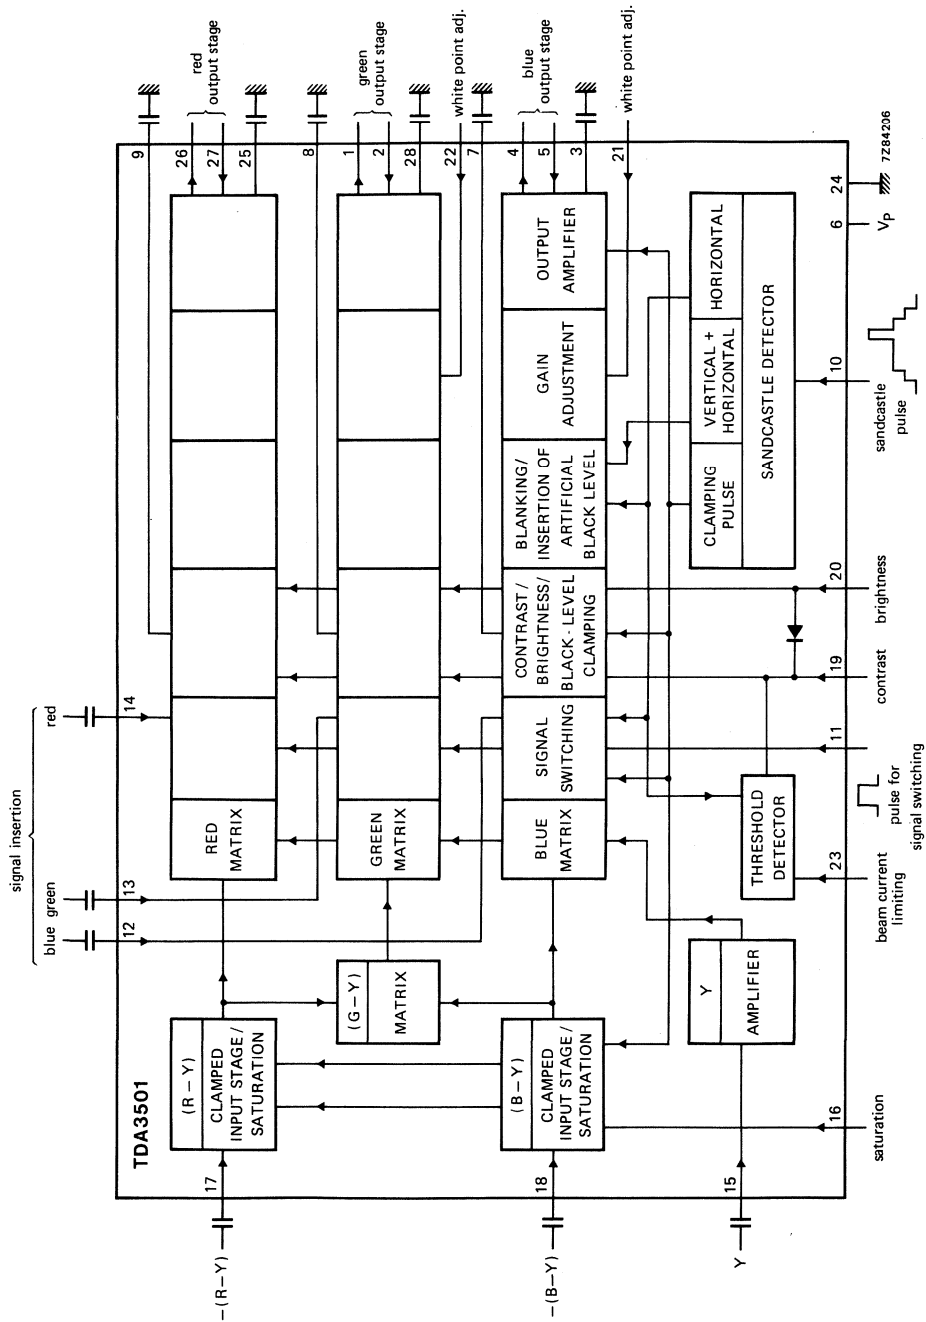 TDA3501
signal insertion
blue
green
red
12
13
14
9
26
27
25
red
output stage
8
1
2
28
green
output stage
22
white point adj.
7
4
5
3
blue
output stage
21
white point adj.
−(R−Y)
17
(R−Y)
CLAMPED
INPUT STAGE/
SATURATION
RED
MATRIX
(G−Y)
MATRIX
GREEN
MATRIX
−(B−Y)
18
(B−Y)
CLAMPED
INPUT STAGE/
SATURATION
BLUE
MATRIX
SIGNAL
SWITCHING
CONTRAST/
BRIGHTNESS/
BLACK-LEVEL
CLAMPING
BLANKING/
INSERTION OF
ARTIFICIAL
BLACK LEVEL
GAIN
ADJUSTMENT
OUTPUT
AMPLIFIER
Y
15
Y
AMPLIFIER
THRESHOLD
DETECTOR
CLAMPING
PULSE
VERTICAL +
HORIZONTAL
HORIZONTAL
SANDCASTLE DETECTOR
16
saturation
23
beam current
limiting
11
pulse for
signal switching
19
contrast
20
brightness
10
sandcastle
pulse
6
VP
24
7Z84206